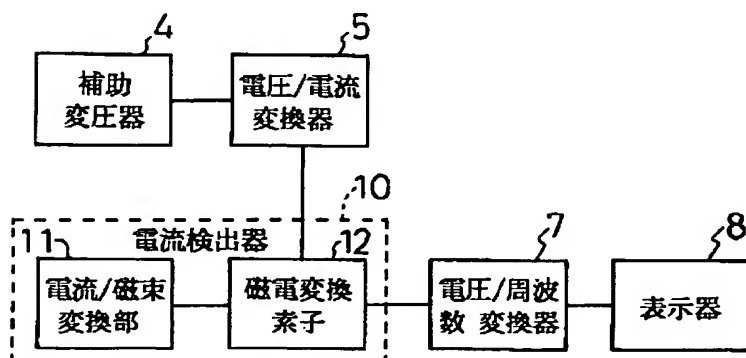 4
補助
変圧器
5
電圧/電流
変換器
10
電流検出器
11
電流/磁束
変換部
12
磁電変換
素子
7
電圧/周波
数 変換器
8
表示器